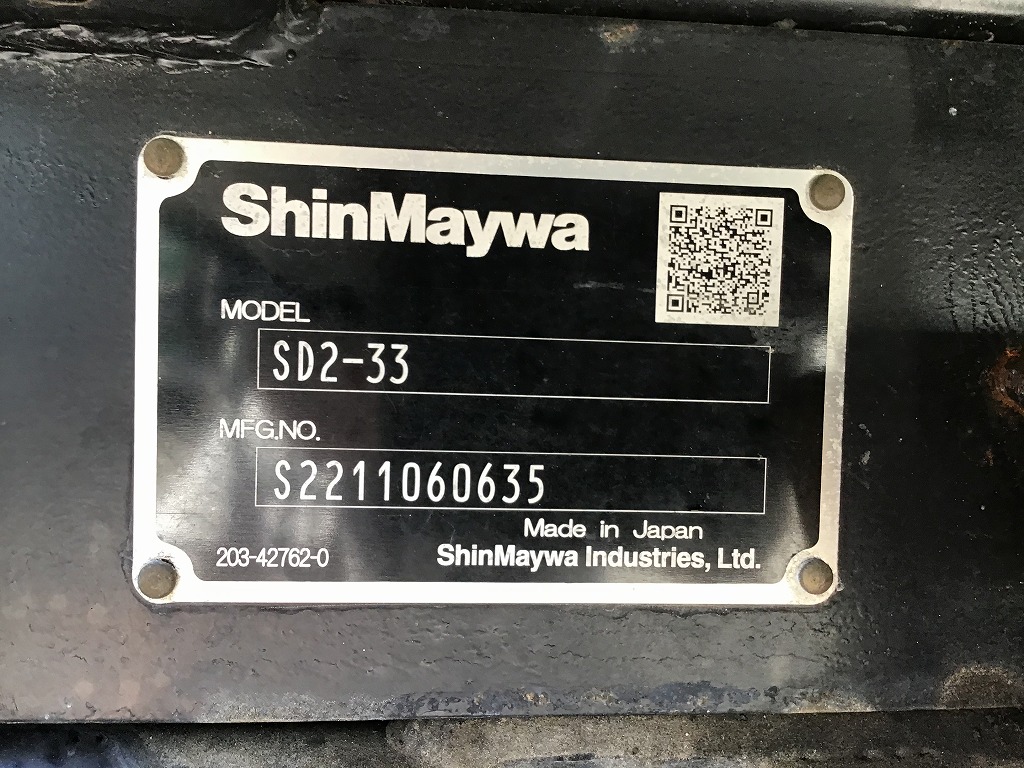 ShinMaywa
MODEL
SD2-33
MFG.NO.
S2211060635
Made in Japan
203-42762-0 ShinMaywa Industries, Ltd.